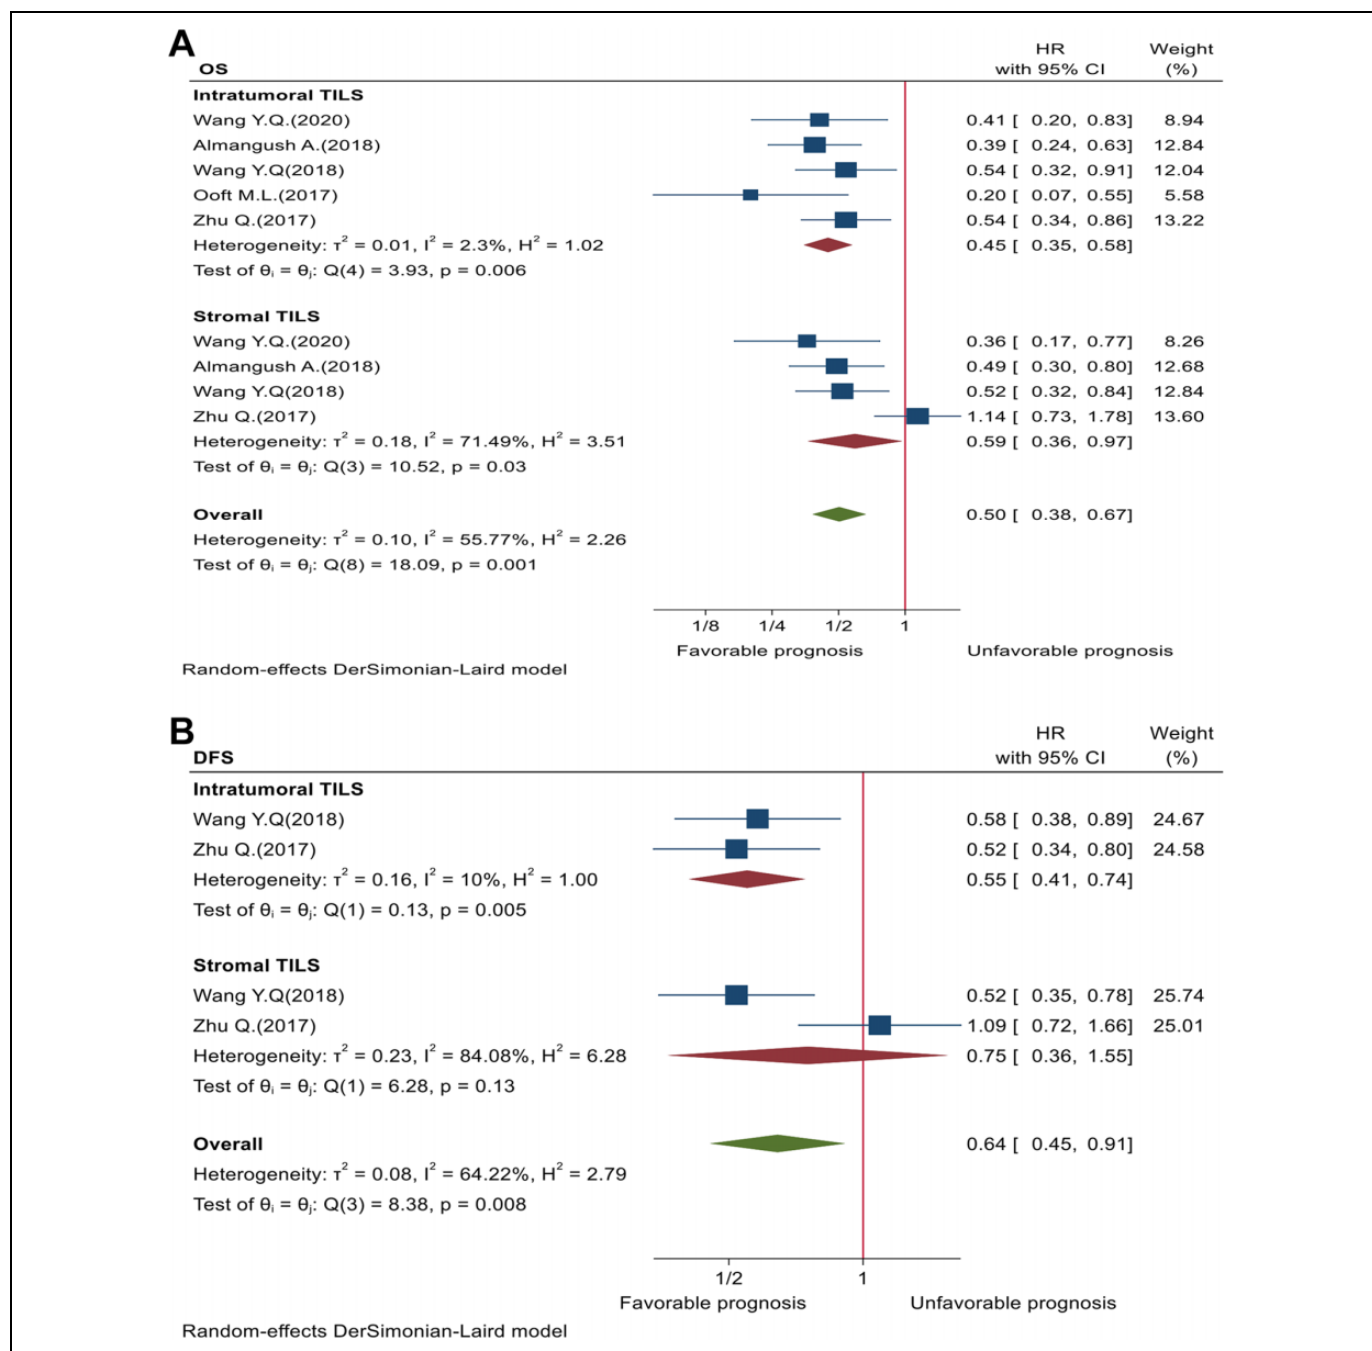 A
HR Weight
OS with 95% CI (%)
Intratumoral TILS
Wang Y.Q.(2020) 0.41 [ 0.20, 0.83] 8.94
Almangush A.(2018) 0.39 [ 0.24, 0.63] 12.84
Wang Y.Q(2018) 0.54 [ 0.32, 0.91] 12.04
Ooft M.L.(2017) 0.20 [ 0.07, 0.55] 5.58
Zhu Q.(2017) 0.54 [ 0.34, 0.86] 13.22
Heterogeneity: τ² = 0.01, I² = 2.3%, H² = 1.02 0.45 [ 0.35, 0.58]
Test of θᵢ = θⱼ: Q(4) = 3.93, p = 0.006
Stromal TILS
Wang Y.Q.(2020) 0.36 [ 0.17, 0.77] 8.26
Almangush A.(2018) 0.49 [ 0.30, 0.80] 12.68
Wang Y.Q(2018) 0.52 [ 0.32, 0.84] 12.84
Zhu Q.(2017) 1.14 [ 0.73, 1.78] 13.60
Heterogeneity: τ² = 0.18, I² = 71.49%, H² = 3.51 0.59 [ 0.36, 0.97]
Test of θᵢ = θⱼ: Q(3) = 10.52, p = 0.03
Overall 0.50 [ 0.38, 0.67]
Heterogeneity: τ² = 0.10, I² = 55.77%, H² = 2.26
Test of θᵢ = θⱼ: Q(8) = 18.09, p = 0.001
1/8 1/4 1/2 1
Favorable prognosis Unfavorable prognosis
Random-effects DerSimonian-Laird model
B
HR Weight
DFS with 95% CI (%)
Intratumoral TILS
Wang Y.Q(2018) 0.58 [ 0.38, 0.89] 24.67
Zhu Q.(2017) 0.52 [ 0.34, 0.80] 24.58
Heterogeneity: τ² = 0.16, I² = 10%, H² = 1.00 0.55 [ 0.41, 0.74]
Test of θᵢ = θⱼ: Q(1) = 0.13, p = 0.005
Stromal TILS
Wang Y.Q(2018) 0.52 [ 0.35, 0.78] 25.74
Zhu Q.(2017) 1.09 [ 0.72, 1.66] 25.01
Heterogeneity: τ² = 0.23, I² = 84.08%, H² = 6.28 0.75 [ 0.36, 1.55]
Test of θᵢ = θⱼ: Q(1) = 6.28, p = 0.13
Overall 0.64 [ 0.45, 0.91]
Heterogeneity: τ² = 0.08, I² = 64.22%, H² = 2.79
Test of θᵢ = θⱼ: Q(3) = 8.38, p = 0.008
1/2 1
Favorable prognosis Unfavorable prognosis
Random-effects DerSimonian-Laird model